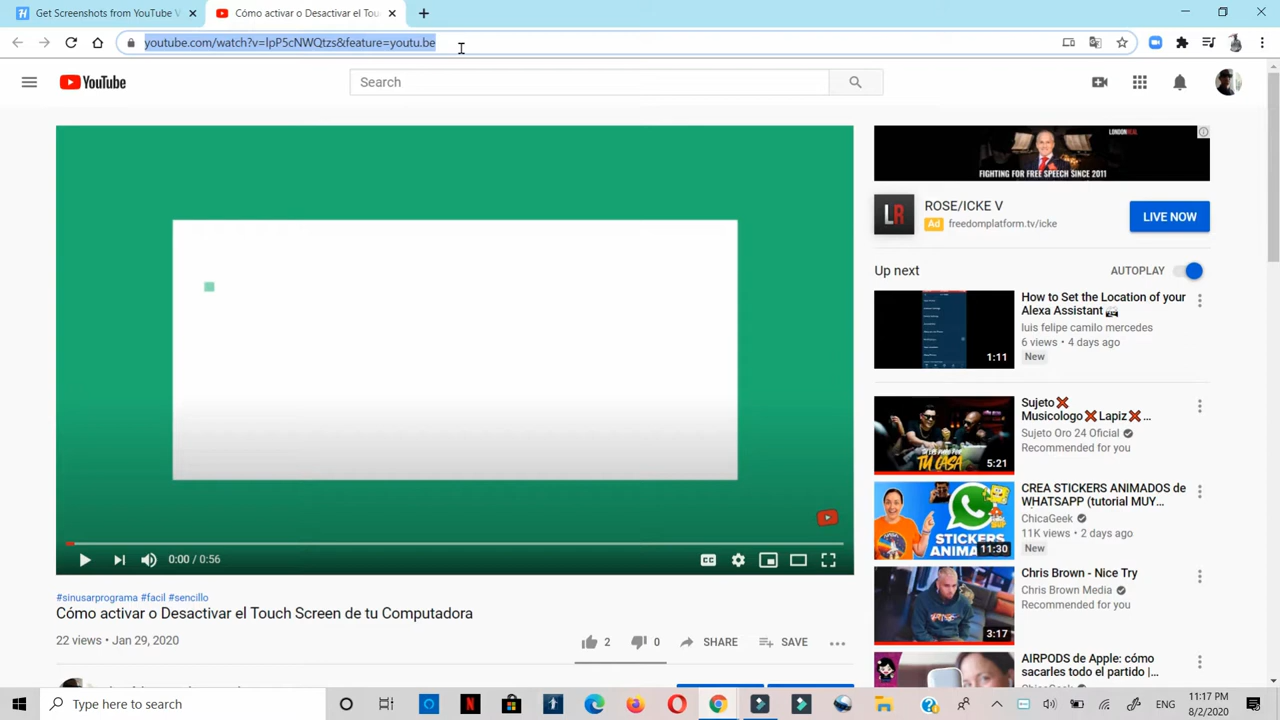 Get Screenshots from YouTube V
Cómo activar o Desactivar el Tou
youtube.com/watch?v=IpP5cNWQtzs&feature=youtu.be
YouTube
Search
LONDONREAL
FIGHTING FOR FREE SPEECH SINCE 2011
LR
ROSE/ICKE V
Ad freedomplatform.tv/icke
LIVE NOW
Up next
AUTOPLAY
How to Set the Location of your
Alexa Assistant
luis felipe camilo mercedes
6 views • 4 days ago
New
1:11
Sujeto❌
Musicologo❌Lapiz❌ ...
Sujeto Oro 24 Oficial
Recommended for you
TU CASA
5:21
CREA STICKERS ANIMADOS de
WHATSAPP (tutorial MUY...
ChicaGeek
11K views • 2 days ago
New
STICKERS
11:30
Chris Brown - Nice Try
Chris Brown Media
Recommended for you
3:17
AIRPODS de Apple: cómo
sacarles todo el partido |...
0:00 / 0:56
CC
#sinusarprograma #facil #sencillo
Cómo activar o Desactivar el Touch Screen de tu Computadora
22 views • Jan 29, 2020
2
0
SHARE
SAVE
Type here to search
ENG
11:17 PM
8/2/2020